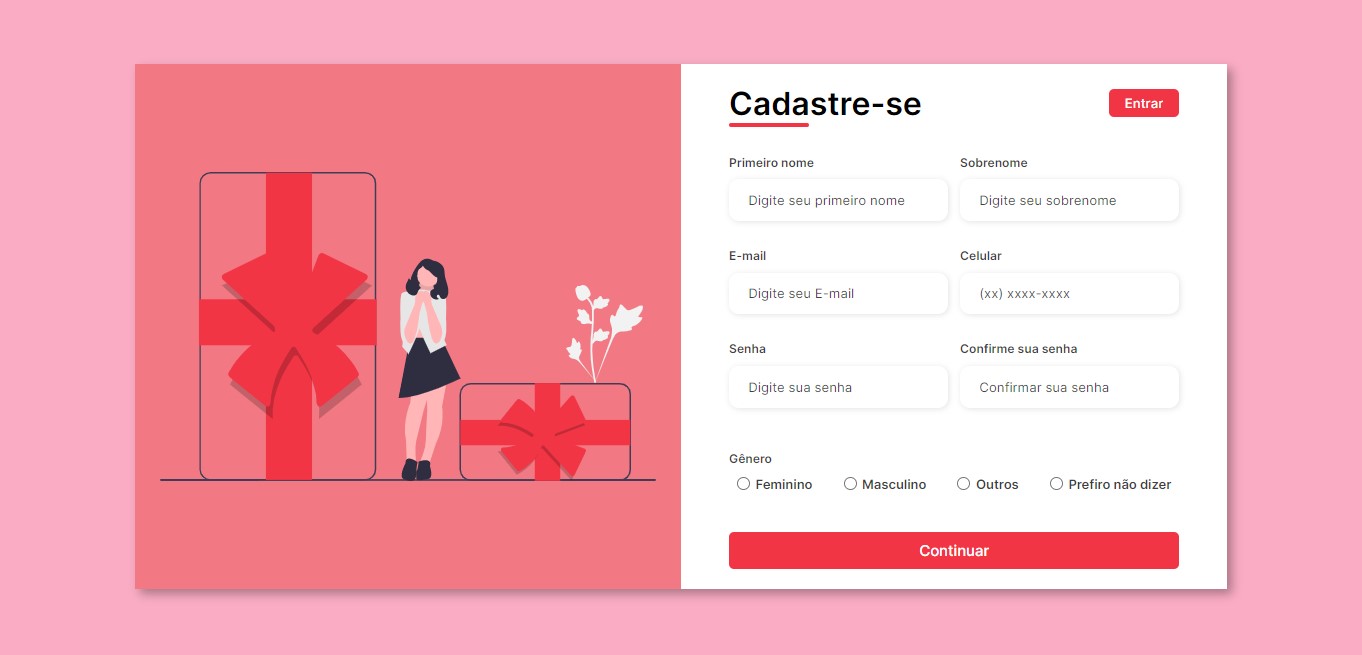 Cadastre-se
Entrar
Primeiro nome
Sobrenome
Digite seu primeiro nome
Digite seu sobrenome
E-mail
Celular
Digite seu E-mail
(xx) xxxx-xxxx
Senha
Confirme sua senha
Digite sua senha
Confirmar sua senha
Gênero
Feminino
Masculino
Outros
Prefiro não dizer
Continuar